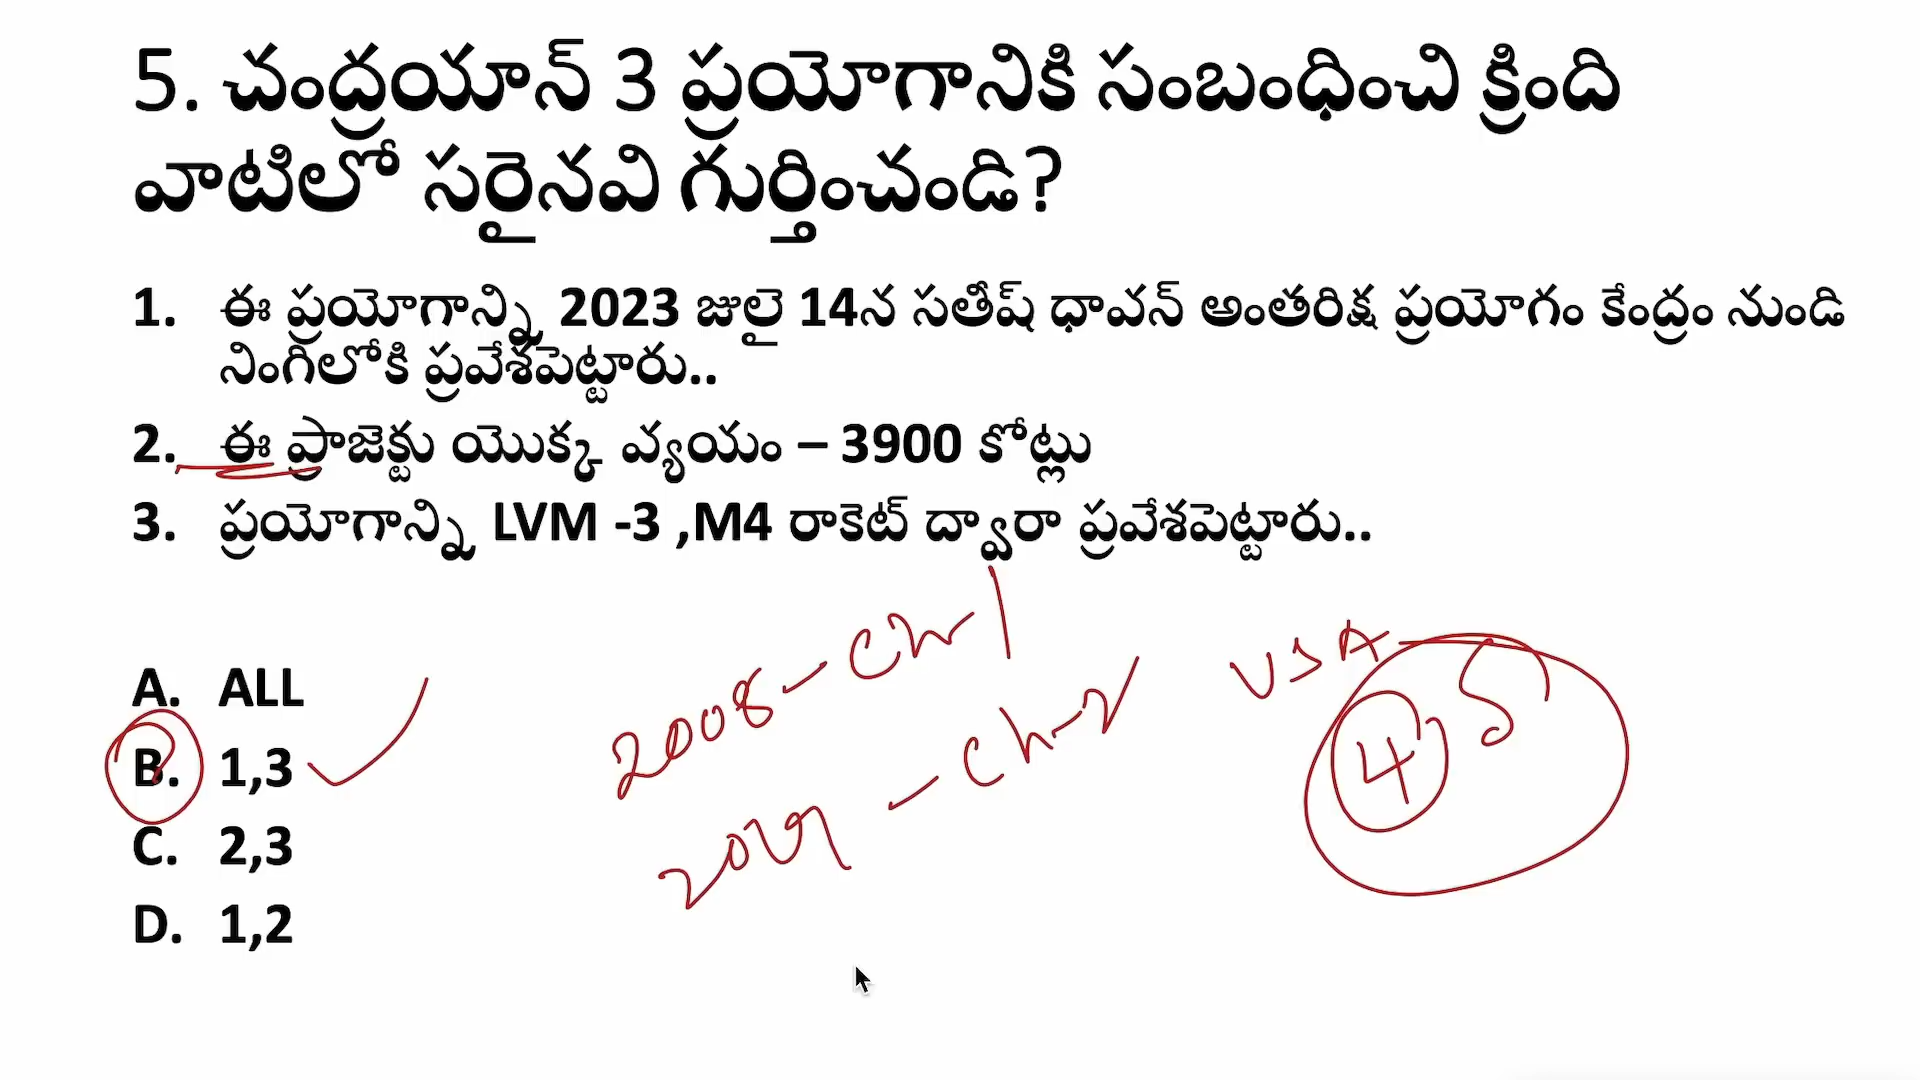 5. చంద్రయాన్ 3 ప్రయోగానికి సంబంధించి క్రింది
వాటిలో సరైనవి గుర్తించండి?
1. ఈ ప్రయోగాన్ని 2023 జులై 14న సతీష్ ధావన్ అంతరిక్ష ప్రయోగం కేంద్రం నుండి
నింగిలోకి ప్రవేశపెట్టారు..
2. ఈ ప్రాజెక్టు యొక్క వ్యయం – 3900 కోట్లు
3. ప్రయోగాన్ని LVM -3 ,M4 రాకెట్ ద్వారా ప్రవేశపెట్టారు..
A. ALL
B. 1,3
C. 2,3
D. 1,2
2008 - Ch 1
2019 - Ch-2
USA
4